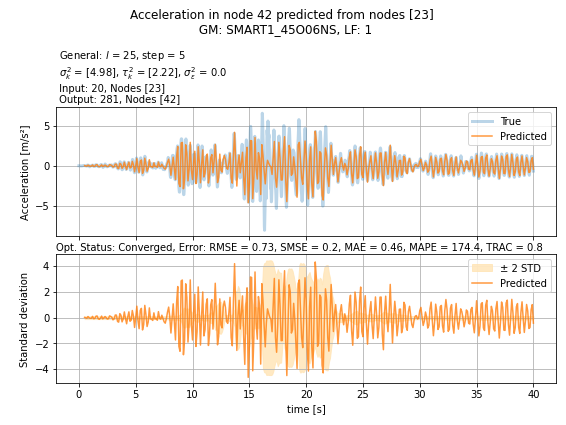 Acceleration in node 42 predicted from nodes [23]
GM: SMART1_45O06NS, LF: 1
General: l = 25, step = 5
σ²ₖ = [4.98], τ²ₖ = [2.22], σ²ε = 0.0
Input: 20, Nodes [23]
Output: 281, Nodes [42]
Acceleration [m/s²]
5
0
−5
True
Predicted
Opt. Status: Converged, Error: RMSE = 0.73, SMSE = 0.2, MAE = 0.46, MAPE = 174.4, TRAC = 0.8
Standard deviation
4
2
0
−2
−4
± 2 STD
Predicted
0 5 10 15 20 25 30 35 40
time [s]